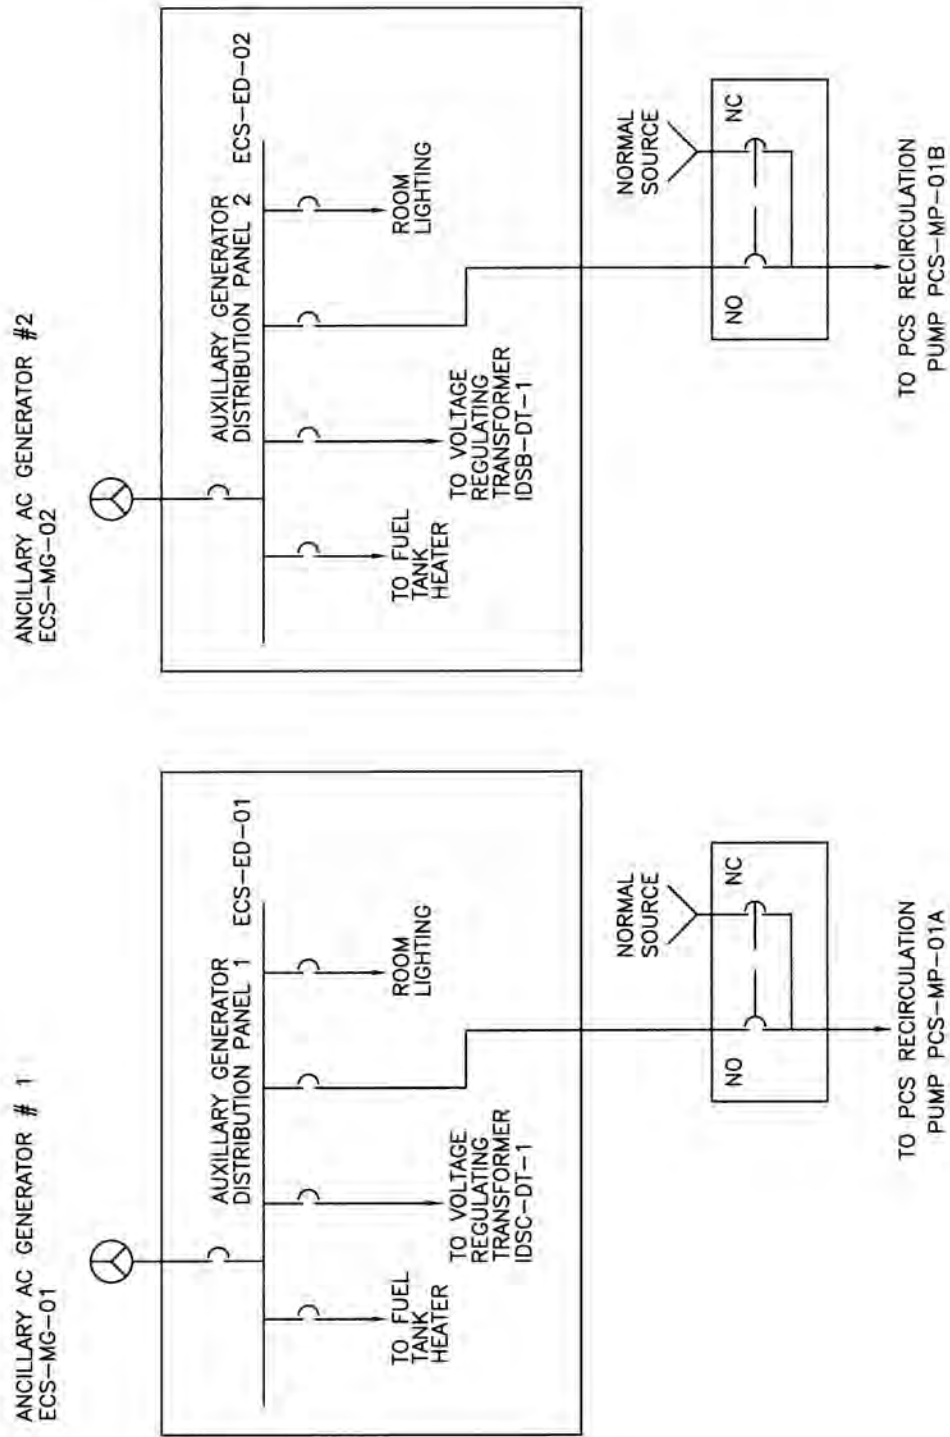 ANCILLARY AC GENERATOR # 1
ECS-MG-01
AUXILLARY GENERATOR
DISTRIBUTION PANEL 1 ECS-ED-01
TO FUEL
TANK
HEATER
TO VOLTAGE
REGULATING
TRANSFORMER
IDSC-DT-1
ROOM
LIGHTING
NORMAL
SOURCE
NO
NC
TO PCS RECIRCULATION
PUMP PCS-MP-01A
ANCILLARY AC GENERATOR #2
ECS-MG-02
AUXILLARY GENERATOR
DISTRIBUTION PANEL 2 ECS-ED-02
TO FUEL
TANK
HEATER
TO VOLTAGE
REGULATING
TRANSFORMER
IDSB-DT-1
ROOM
LIGHTING
NORMAL
SOURCE
NO
NC
TO PCS RECIRCULATION
PUMP PCS-MP-01B